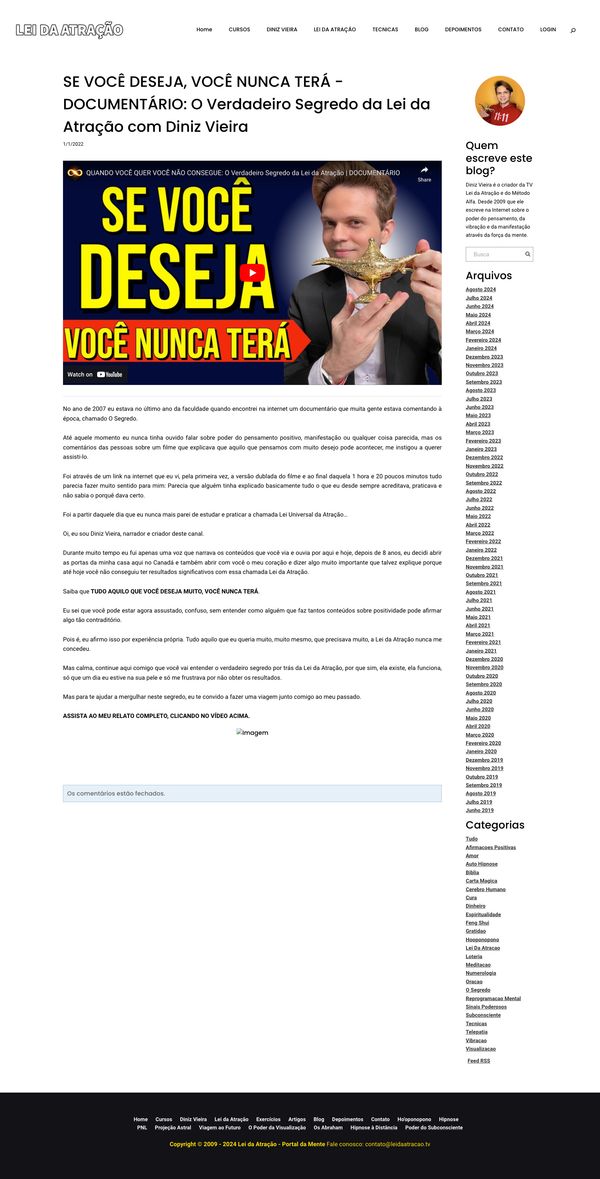 LEI DA ATRAÇÃO
Home CURSOS DINIZ VIEIRA LEI DA ATRAÇÃO TECNICAS BLOG DEPOIMENTOS CONTATO LOGIN
SE VOCÊ DESEJA, VOCÊ NUNCA TERÁ -
DOCUMENTÁRIO: O Verdadeiro Segredo da Lei da
Atração com Diniz Vieira
1/1/2022
QUANDO VOCÊ QUER VOCÊ NÃO CONSEGUE: O Verdadeiro Segredo da Lei da Atração | DOCUMENTÁRIO
Share
SE VOCÊ
DESEJA
VOCÊ NUNCA TERÁ
Watch on YouTube
No ano de 2007 eu estava no último ano da faculdade quando encontrei na internet um documentário que muita gente estava comentando à
época, chamado O Segredo.
Até aquele momento eu nunca tinha ouvido falar sobre poder do pensamento positivo, manifestação ou qualquer coisa parecida, mas os
comentários das pessoas sobre um filme que explicava que aquilo que pensamos com muito desejo pode acontecer, me instigou a querer
assisti-lo.
Foi através de um link na internet que eu vi, pela primeira vez, a versão dublada do filme e ao final daquela 1 hora e 20 poucos minutos tudo
parecia fazer muito sentido para mim: Parecia que alguém tinha explicado basicamente tudo o que eu desde sempre acreditava, praticava e
não sabia o porquê dava certo.
Foi a partir daquele dia que eu nunca mais parei de estudar e praticar a chamada Lei Universal da Atração…
Oi, eu sou Diniz Vieira, narrador e criador deste canal.
Durante muito tempo eu fui apenas uma voz que narrava os conteúdos que você via e ouvia por aqui e hoje, depois de 8 anos, eu decidi abrir
as portas da minha casa aqui no Canadá e também abrir com você o meu coração e dizer algo muito importante que talvez explique porque
até hoje você não conseguiu ter resultados significativos com essa chamada Lei da Atração.
Saiba que TUDO AQUILO QUE VOCÊ DESEJA MUITO, VOCÊ NUNCA TERÁ.
Eu sei que você pode estar agora assustado, confuso, sem entender como alguém que faz tantos conteúdos sobre positividade pode afirmar
algo tão contraditório.
Pois é, eu afirmo isso por experiência própria. Tudo aquilo que eu queria muito, muito mesmo, que precisava muito, a Lei da Atração nunca me
concedeu.
Mas calma, continue aqui comigo que você vai entender o verdadeiro segredo por trás da Lei da Atração, por que sim, ela existe, ela funciona,
só que um dia eu estive na sua pele e só me frustrava por não obter os resultados.
Mas para te ajudar a mergulhar neste segredo, eu te convido a fazer uma viagem junto comigo ao meu passado.
ASSISTA AO MEU RELATO COMPLETO, CLICANDO NO VÍDEO ACIMA.
Imagem
Os comentários estão fechados.
11:11
Quem
escreve este
blog?
Diniz Vieira é o criador da TV
Lei da Atração e do Método
Alfa. Desde 2009 que ele
escreve na Internet sobre o
poder do pensamento, da
vibração e da manifestação
através da força da mente.
Busca
Arquivos
Agosto 2024
Julho 2024
Junho 2024
Maio 2024
Abril 2024
Março 2024
Fevereiro 2024
Janeiro 2024
Dezembro 2023
Novembro 2023
Outubro 2023
Setembro 2023
Agosto 2023
Julho 2023
Junho 2023
Maio 2023
Abril 2023
Março 2023
Fevereiro 2023
Janeiro 2023
Dezembro 2022
Novembro 2022
Outubro 2022
Setembro 2022
Agosto 2022
Julho 2022
Junho 2022
Maio 2022
Abril 2022
Março 2022
Fevereiro 2022
Janeiro 2022
Dezembro 2021
Novembro 2021
Outubro 2021
Setembro 2021
Agosto 2021
Julho 2021
Junho 2021
Maio 2021
Abril 2021
Março 2021
Fevereiro 2021
Janeiro 2021
Dezembro 2020
Novembro 2020
Outubro 2020
Setembro 2020
Agosto 2020
Julho 2020
Junho 2020
Maio 2020
Abril 2020
Março 2020
Fevereiro 2020
Janeiro 2020
Dezembro 2019
Novembro 2019
Outubro 2019
Setembro 2019
Agosto 2019
Julho 2019
Junho 2019
Categorias
Tudo
Afirmacoes Positivas
Amor
Auto Hipnose
Biblia
Carta Magica
Cerebro Humano
Cura
Dinheiro
Espiritualidade
Feng Shui
Gratidao
Hooponopono
Lei Da Atracao
Loteria
Meditacao
Numerologia
Oracao
O Segredo
Reprogramacao Mental
Sinais Poderosos
Subconsciente
Tecnicas
Telepatia
Vibracao
Visualizacao
Feed RSS
Home Cursos Diniz Vieira Lei da Atração Exercícios Artigos Blog Depoimentos Contato Ho'oponopono Hipnose
PNL Projeção Astral Viagem ao Futuro O Poder da Visualização Os Abraham Hipnose à Distância Poder do Subconsciente
Copyright © 2009 - 2024 Lei da Atração - Portal da Mente Fale conosco: contato@leidaatracao.tv